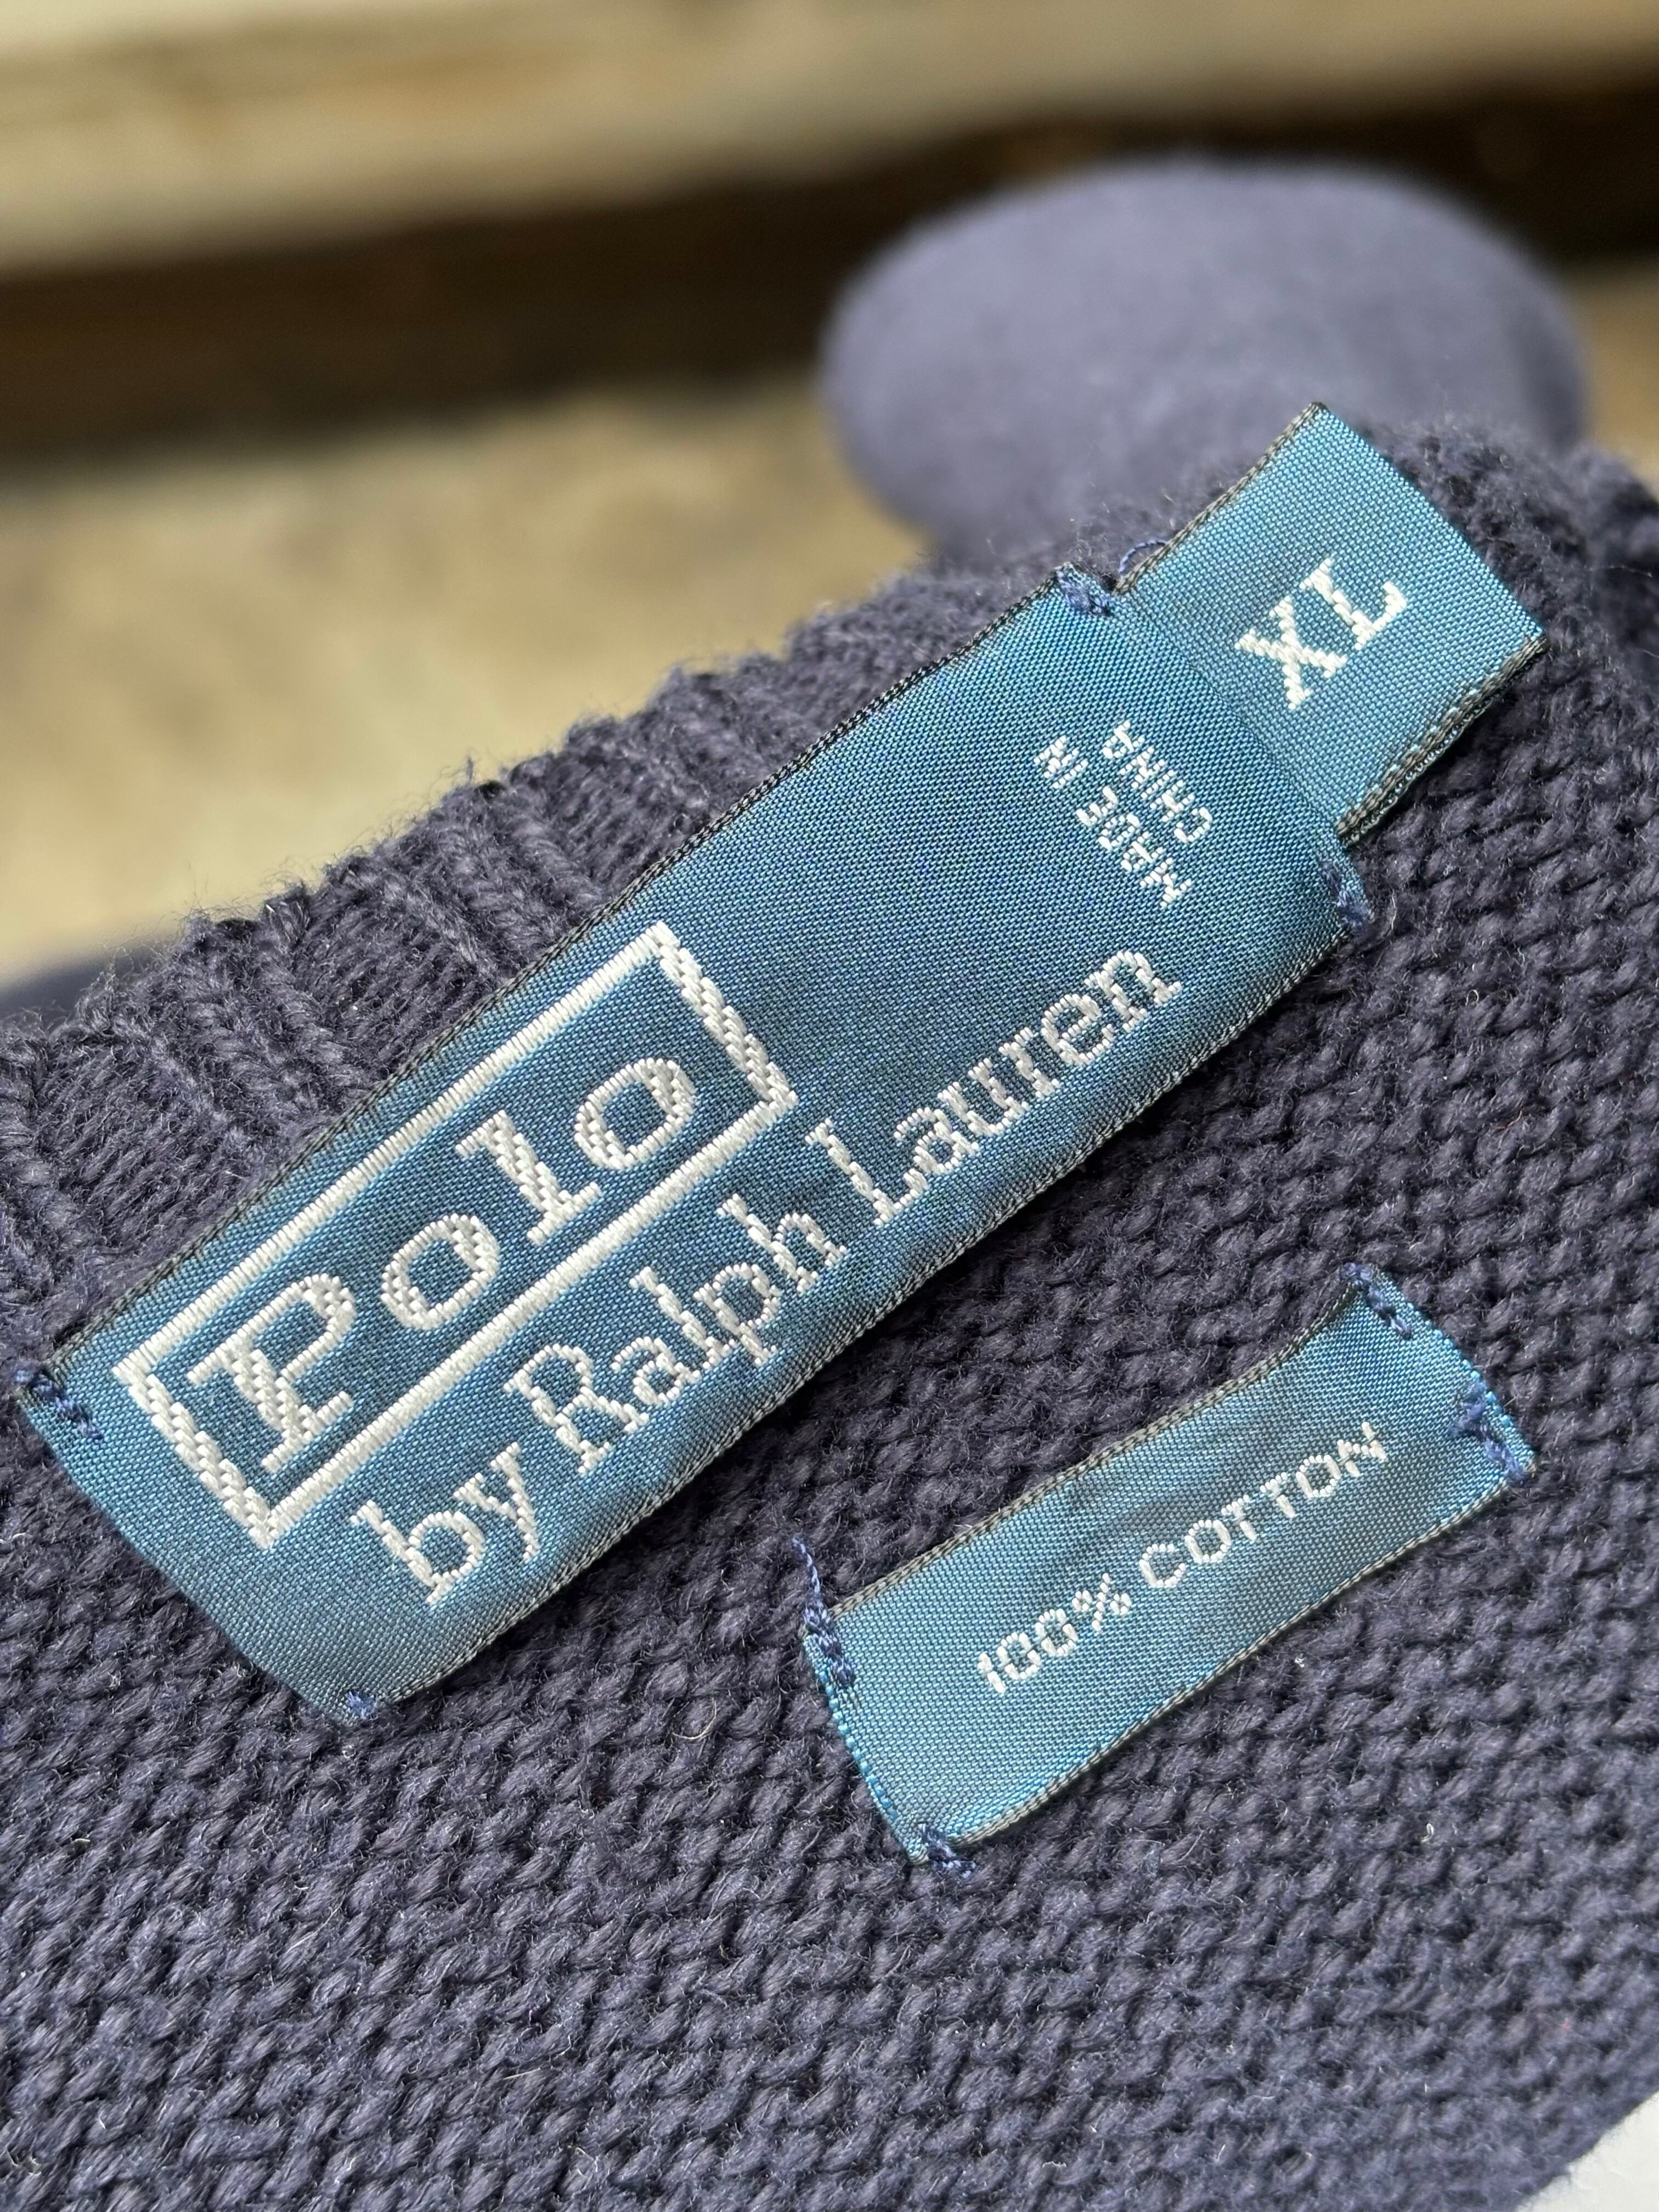 Polo
by Ralph Lauren
MADE IN
CHINA
XL
100% COTTON